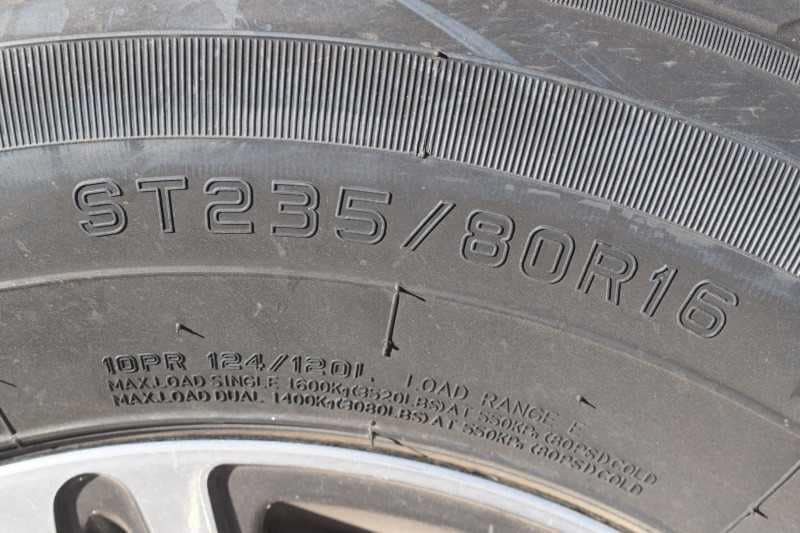 ST235/80R16
10PR 124/120L LOAD RANGE E
MAX.LOAD SINGLE 1600Kg(3520LBS)AT 550KPa (80PSI)COLD
MAX.LOAD DUAL 1400Kg(3080LBS)AT 550KPa (80PSI)COLD